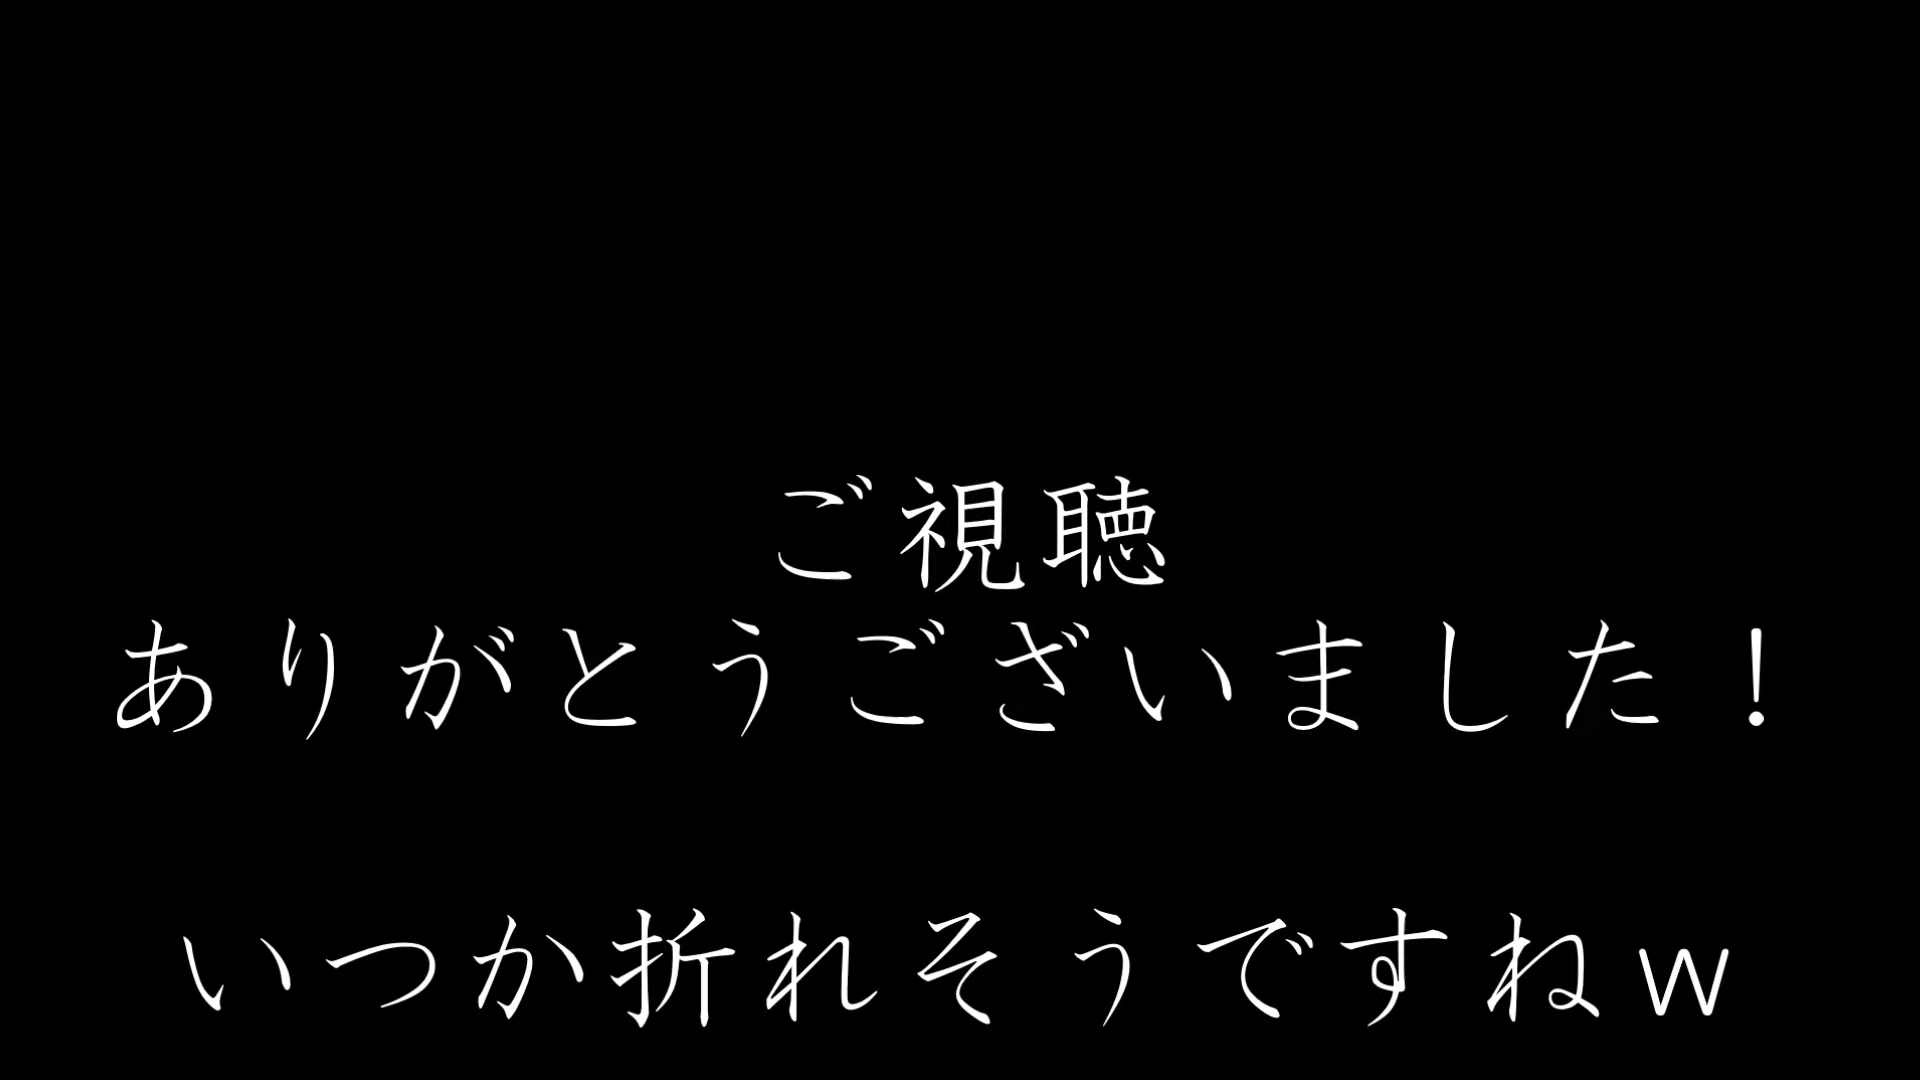 ご視聴
ありがとうございました！
いつか折れそうですねｗ